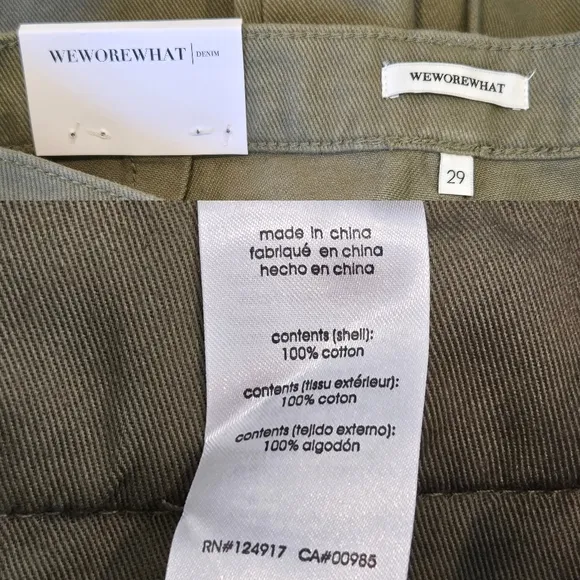 WEWOREWHAT | DENIM
WEWOREWHAT
29
made in china
fabriqué en china
hecho en china
contents (shell):
100% cotton
contents (tissu extérieur):
100% coton
contents (tejido externo):
100% algodón
RN#124917 CA#00985